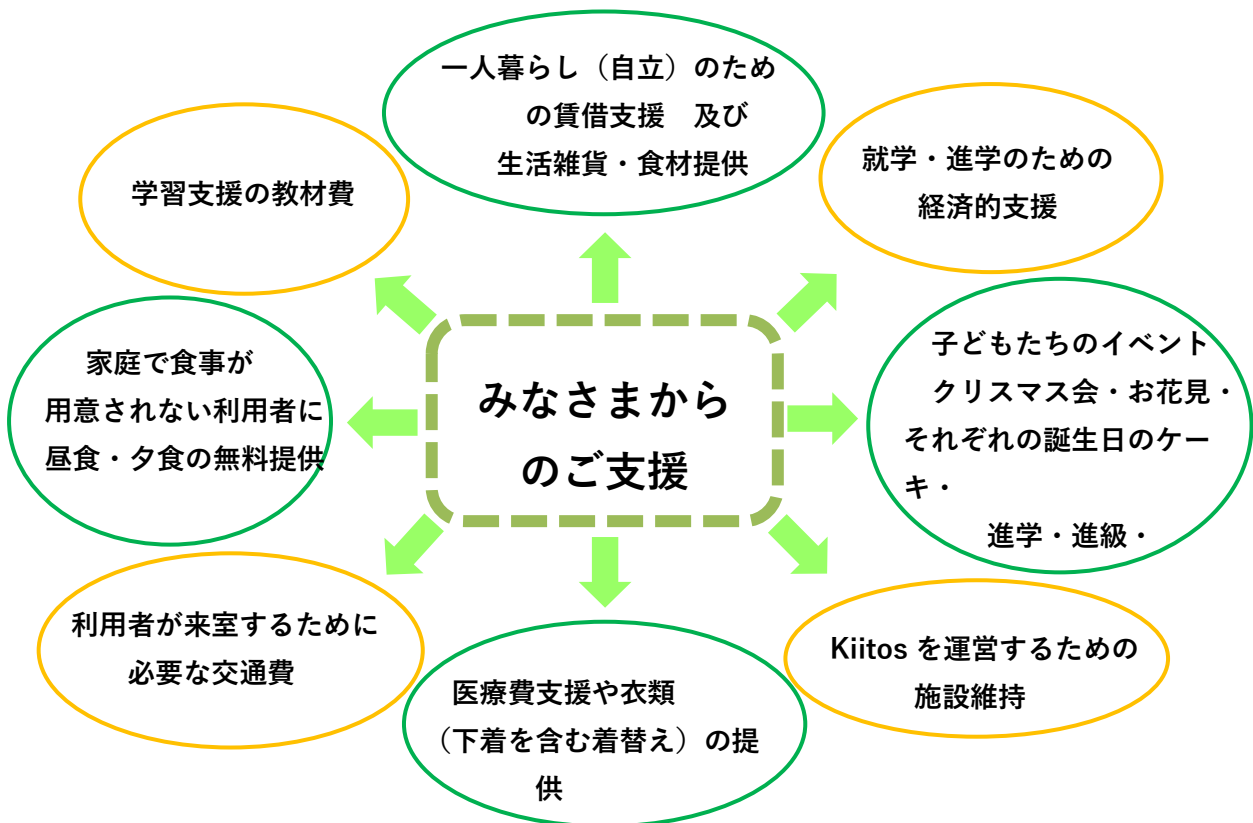 一人暮らし（自立）のため
の賃借支援　及び
生活雑貨・食材提供
学習支援の教材費
就学・進学のための
経済的支援
家庭で食事が
用意されない利用者に
昼食・夕食の無料提供
みなさまから
のご支援
子どもたちのイベント
クリスマス会・お花見・
それぞれの誕生日のケー
キ・
進学・進級・
利用者が来室するために
必要な交通費
医療費支援や衣類
（下着を含む着替え）の提
供
Kiitos を運営するための
施設維持